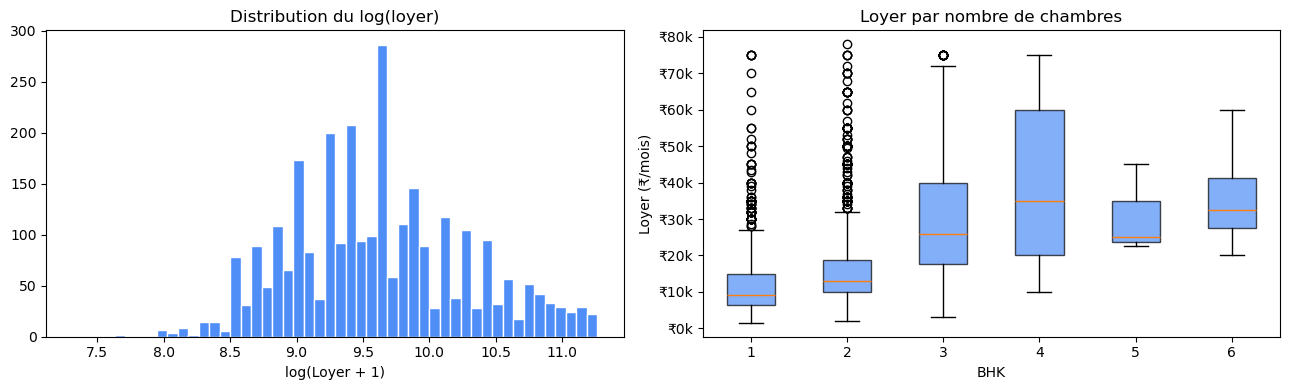 Distribution du log(loyer)
300
250
200
150
100
50
0
7.5 8.0 8.5 9.0 9.5 10.0 10.5 11.0
log(Loyer + 1)
Loyer par nombre de chambres
Loyer (₹/mois)
₹80k
₹70k
₹60k
₹50k
₹40k
₹30k
₹20k
₹10k
₹0k
1 2 3 4 5 6
BHK